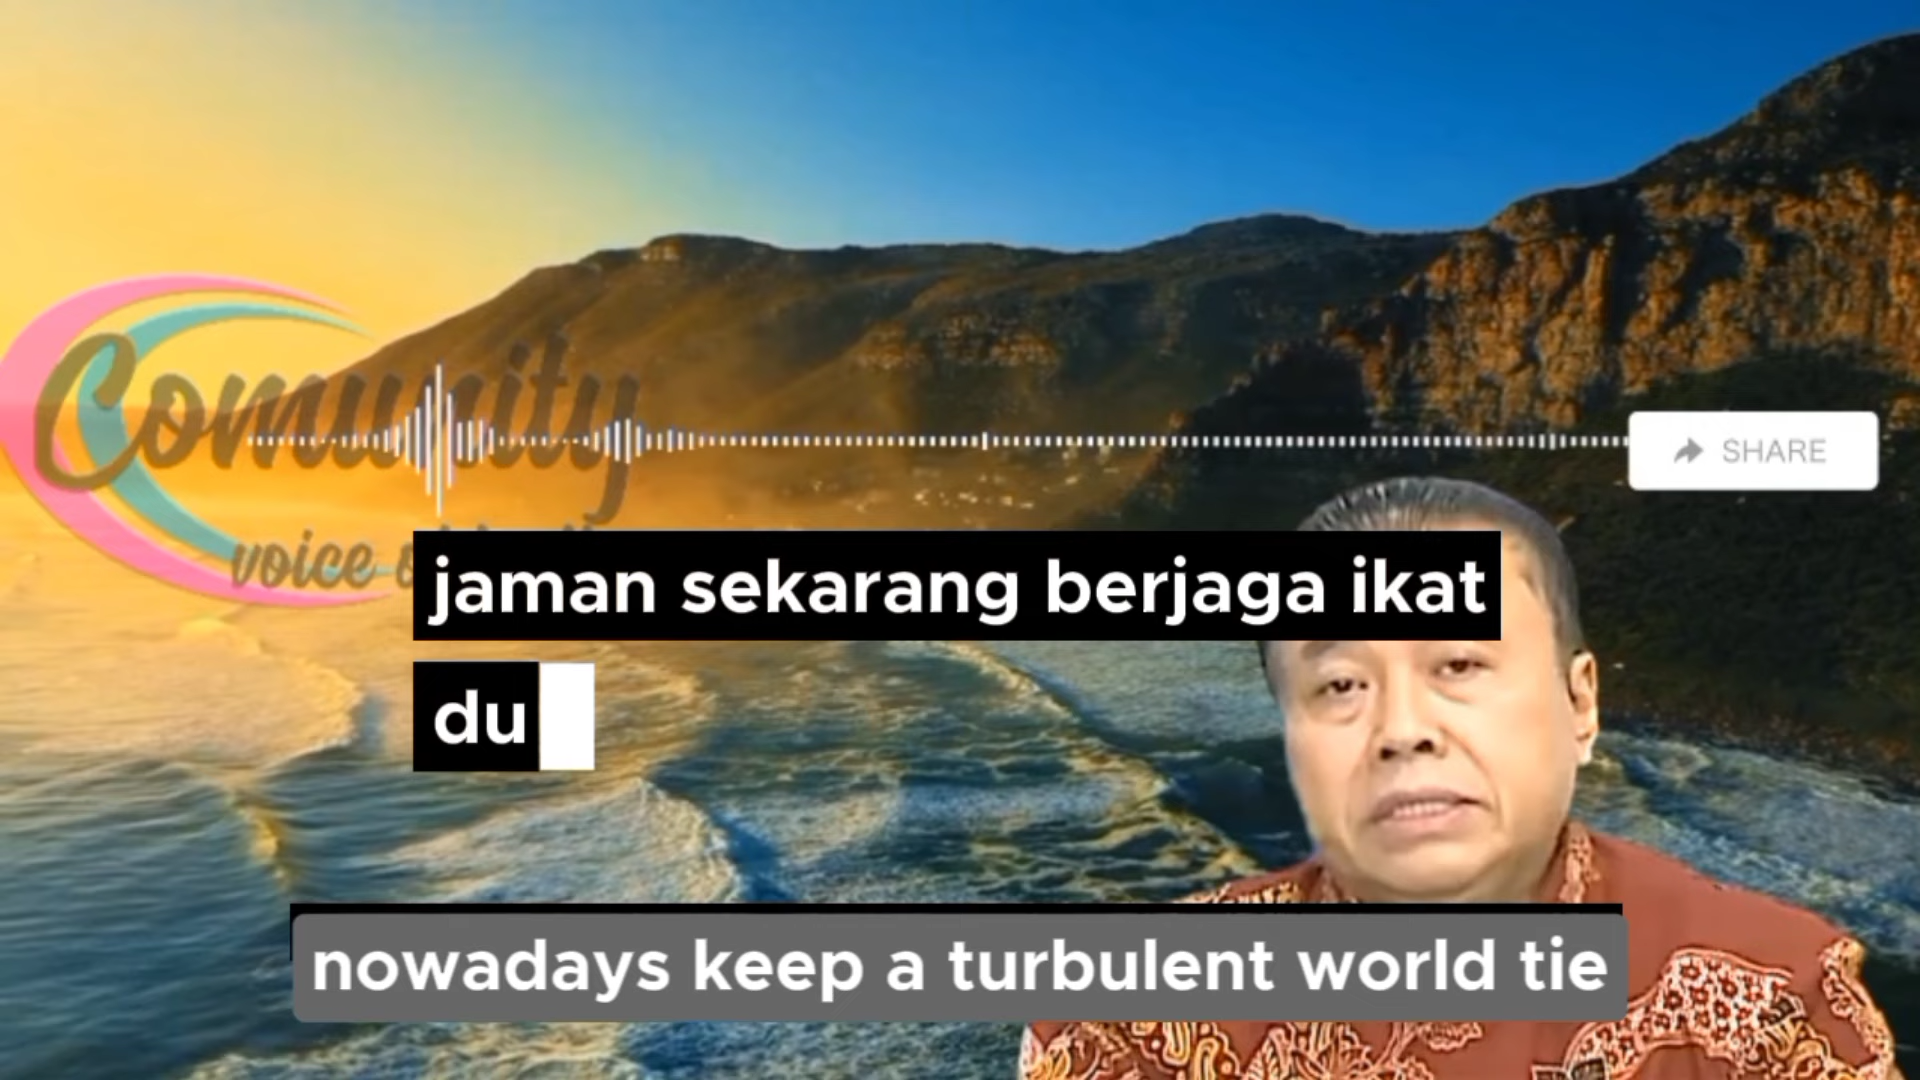 Comunity
SHARE
voice
jaman sekarang berjaga ikat
du
nowadays keep a turbulent world tie